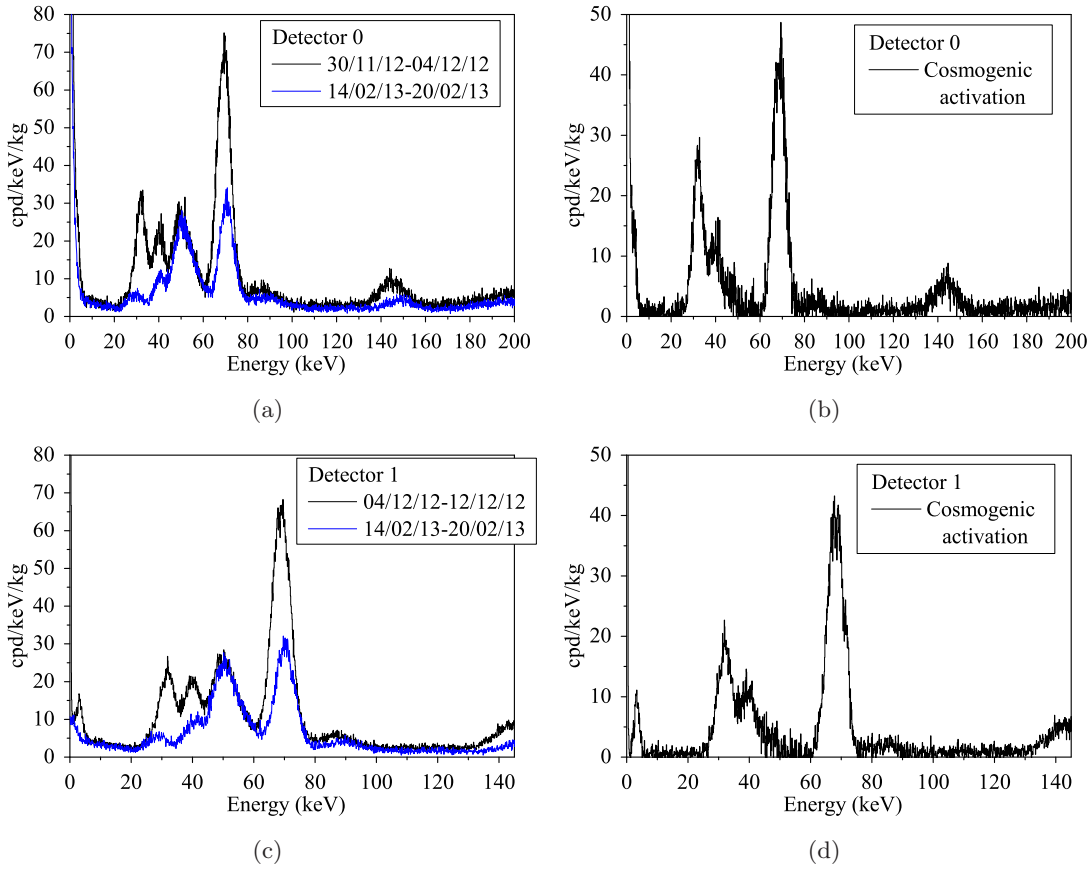 80
70
60
50
40
30
20
10
0
cpd/keV/kg
Detector 0
30/11/12-04/12/12
14/02/13-20/02/13
0 20 40 60 80 100 120 140 160 180 200
Energy (keV)
(a)
50
40
30
20
10
0
cpd/keV/kg
Detector 0
Cosmogenic
activation
0 20 40 60 80 100 120 140 160 180 200
Energy (keV)
(b)
80
70
60
50
40
30
20
10
0
cpd/keV/kg
Detector 1
04/12/12-12/12/12
14/02/13-20/02/13
0 20 40 60 80 100 120 140
Energy (keV)
(c)
50
40
30
20
10
0
cpd/keV/kg
Detector 1
Cosmogenic
activation
0 20 40 60 80 100 120 140
Energy (keV)
(d)